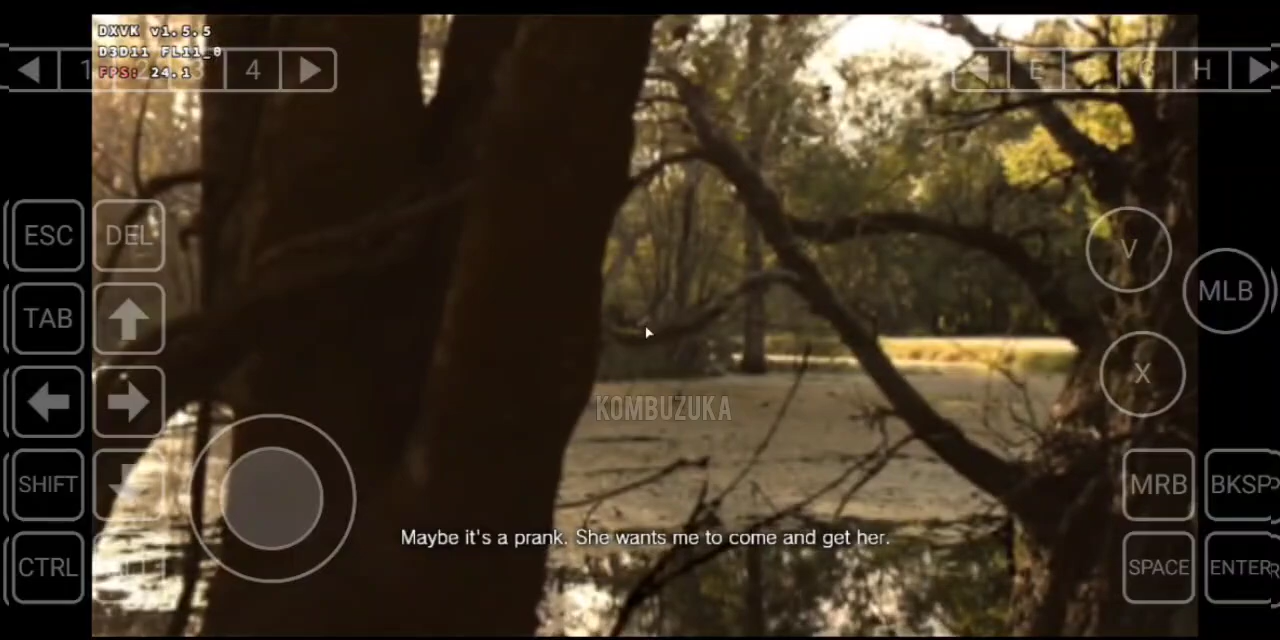 DXVK v1.5.5
D3D11 FL11_0
FPS: 24.1
1 4
E H
ESC DEL
V
MLB
TAB
X
KOMBUZUKA
SHIFT
MRB BKSP
Maybe it's a prank. She wants me to come and get her.
CTRL
SPACE ENTER